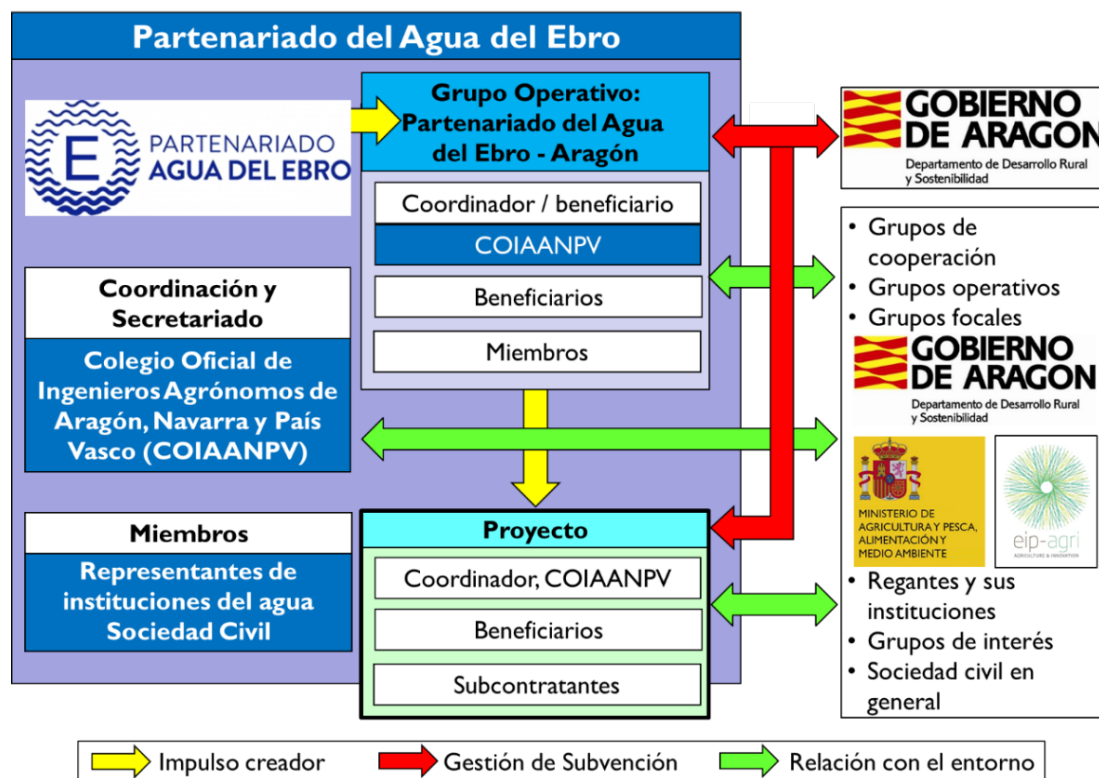 Partenariado del Agua del Ebro
E
PARTENARIADO
AGUA DEL EBRO
Coordinación y
Secretariado
Colegio Oficial de
Ingenieros Agrónomos de
Aragón, Navarra y País
Vasco (COIAANPV)
Miembros
Representantes de
instituciones del agua
Sociedad Civil
Grupo Operativo:
Partenariado del Agua
del Ebro - Aragón
Coordinador / beneficiario
COIAANPV
Beneficiarios
Miembros
Proyecto
Coordinador, COIAANPV
Beneficiarios
Subcontratantes
GOBIERNO
DE ARAGON
Departamento de Desarrollo Rural
y Sostenibilidad
• Grupos de
cooperación
• Grupos operativos
• Grupos focales
GOBIERNO
DE ARAGON
Departamento de Desarrollo Rural
y Sostenibilidad
MINISTERIO DE
AGRICULTURA Y PESCA,
ALIMENTACIÓN Y
MEDIO AMBIENTE
eip-agri
AGRICULTURE & INNOVATION
• Regantes y sus
instituciones
• Grupos de interés
• Sociedad civil en
general
Impulso creador
Gestión de Subvención
Relación con el entorno